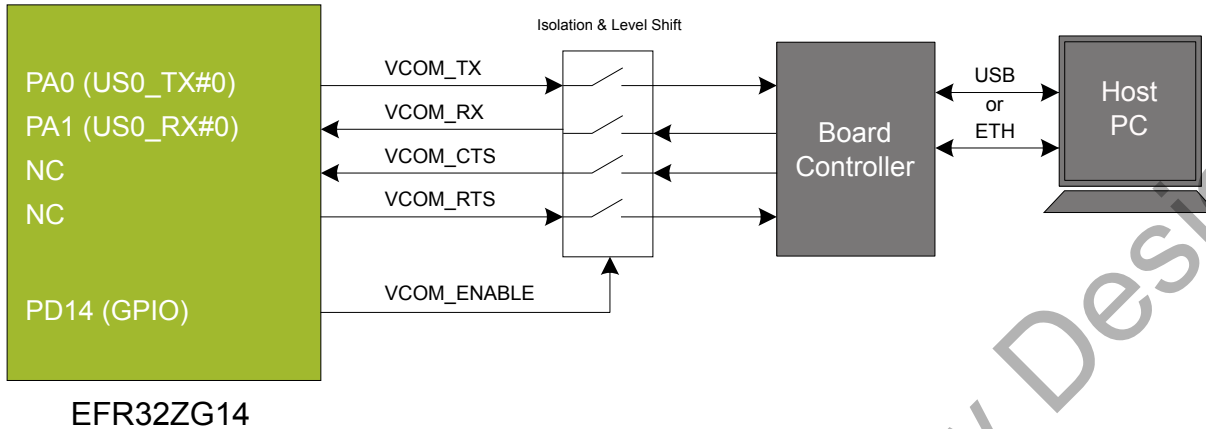 Isolation & Level Shift
PA0 (US0_TX#0)
PA1 (US0_RX#0)
NC
NC
PD14 (GPIO)
VCOM_TX
VCOM_RX
VCOM_CTS
VCOM_RTS
VCOM_ENABLE
Board
Controller
USB
or
ETH
Host
PC
EFR32ZG14